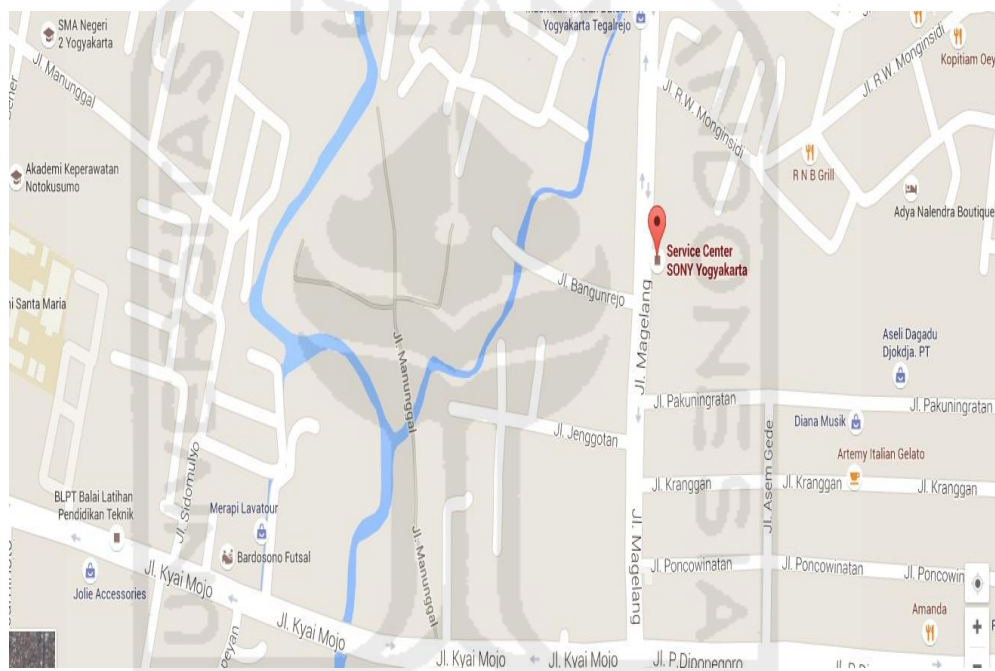 Yogyakarta Tegalrejo
SMA Negeri
2 Yogyakarta
Kopitiam Oey
Jl. Manunggal
Jl. R.W. Monginsidi
Jl. R.W. Monginsidi
R N B Grill
Akademi Keperawatan
Notokusumo
Adya Nalendra Boutique
Service Center
SONY Yogyakarta
Jl. Bangunrejo
Santa Maria
Jl. Magelang
Jl. Manunggal
Aseli Dagadu
Djokdja. PT
Jl. Pakuningratan
Jl. Pakuningratan
Diana Musik
Jl. Jenggotan
Artemy Italian Gelato
Jl. Asem Gede
Jl. Kranggan
Jl. Kranggan
Jl. Kranggan
BLPT Balai Latihan
Pendidikan Teknik
Jl. Sidomulyo
Merapi Lavatour
Jl. Manunggal
Jl. Magelang
Bardosono Futsal
Jl. Poncowinatan
Jl. Poncowinatan
Jl. Poncowin
Jolie Accessories
Jl. Kyai Mojo
Amanda
Jl. Kyai Mojo
Jl. Kyai Mojo
Jl. Kyai Mojo
Jl. P.Diponegoro
UNIVERSITAS
ISLAM
INDONESIA